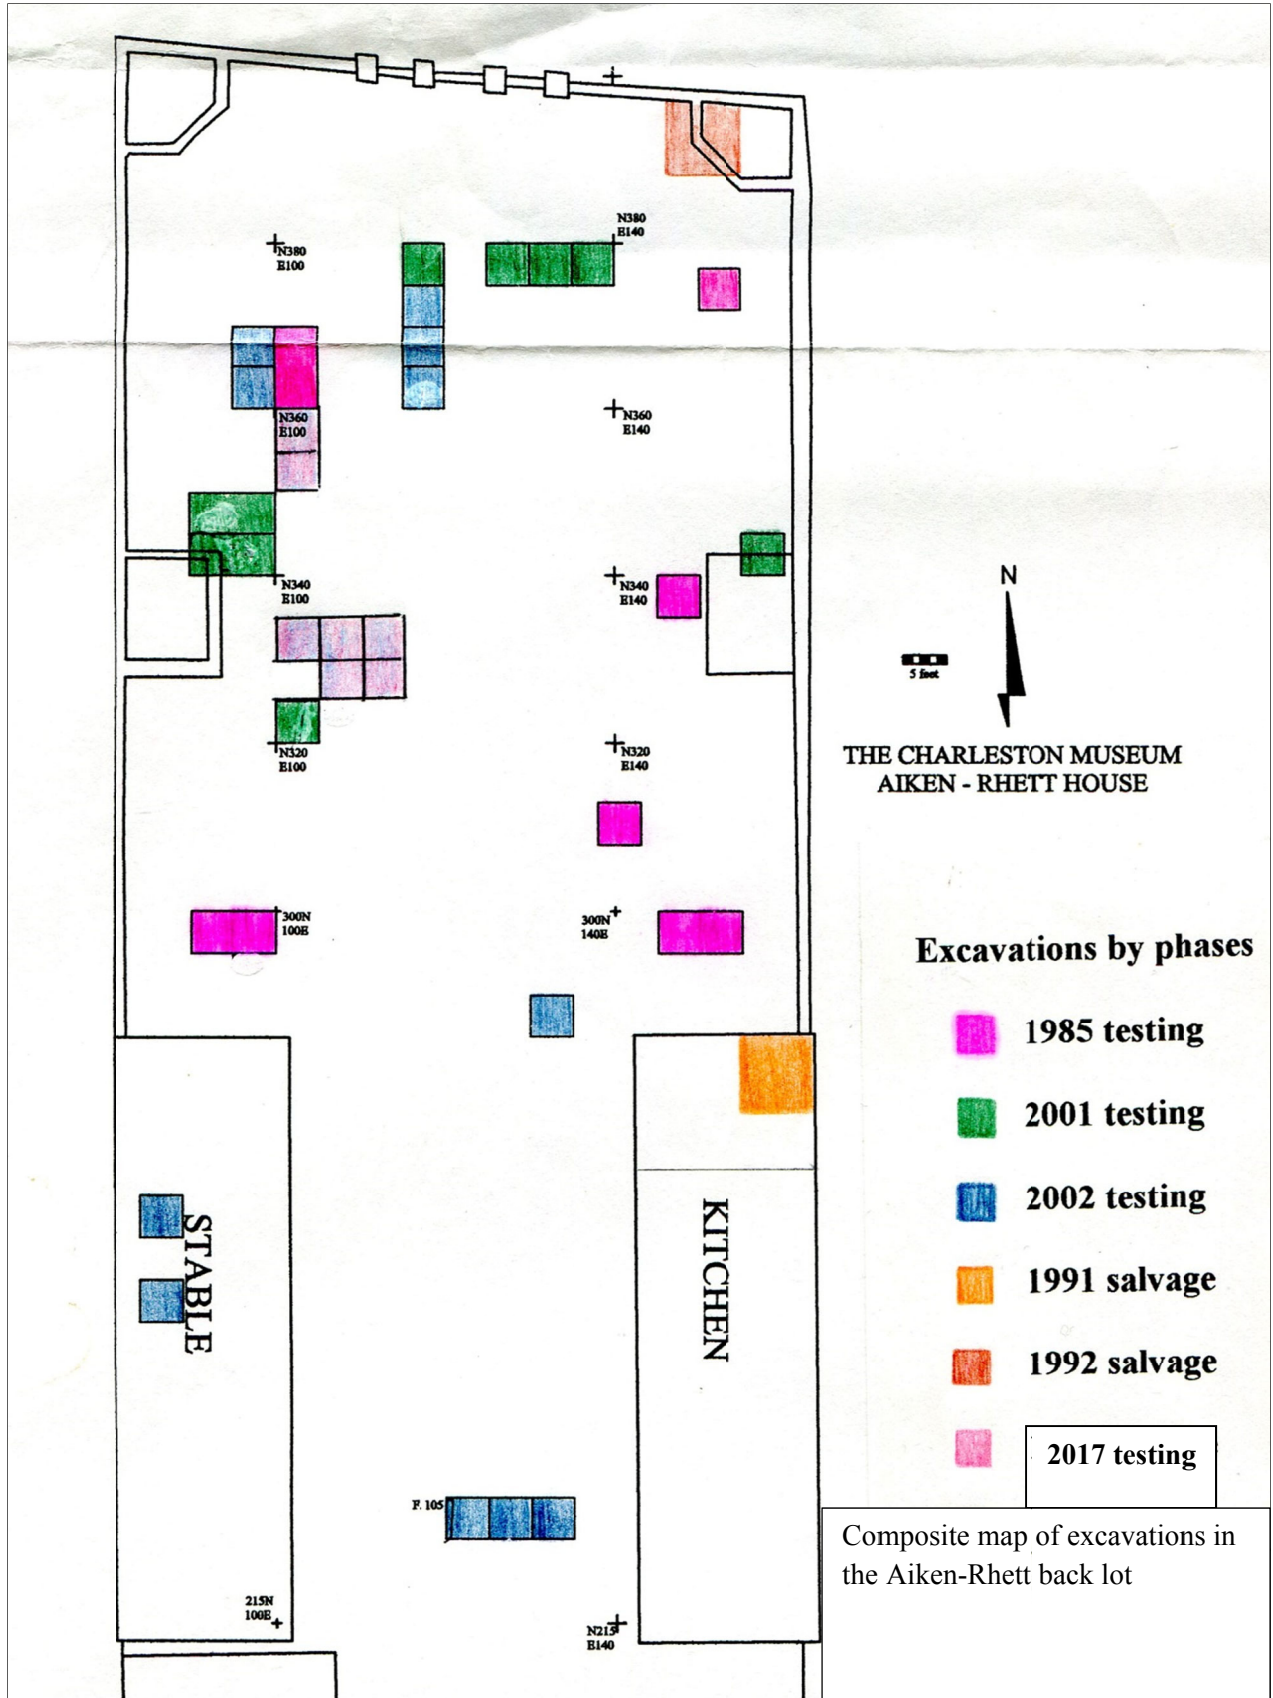 N380
E140
N380
E100
N360
E100
N360
E140
N340
E100
N340
E140
N
5 feet
N320
E100
N320
E140
THE CHARLESTON MUSEUM
AIKEN - RHETT HOUSE
300N
100E
300N
140E
Excavations by phases
1985 testing
2001 testing
2002 testing
1991 salvage
1992 salvage
2017 testing
STABLE
KITCHEN
F. 105
Composite map of excavations in
the Aiken-Rhett back lot
215N
100E
N215
E140